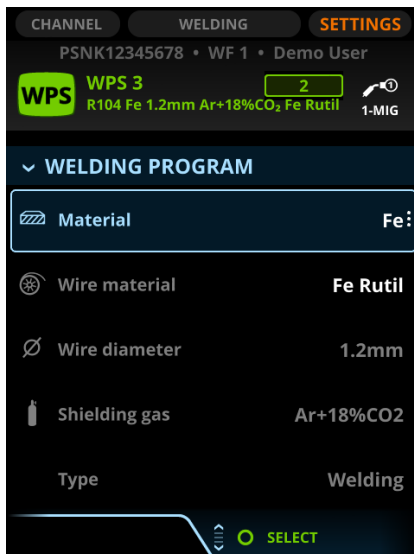 CHANNEL WELDING SETTINGS
PSNK12345678 • WF 1 • Demo User
WPS
WPS 3
2
R104 Fe 1.2mm Ar+18%CO₂ Fe Rutil
1
1-MIG
WELDING PROGRAM
Material Fe
Wire material Fe Rutil
Wire diameter 1.2mm
Shielding gas Ar+18%CO2
Type Welding
SELECT